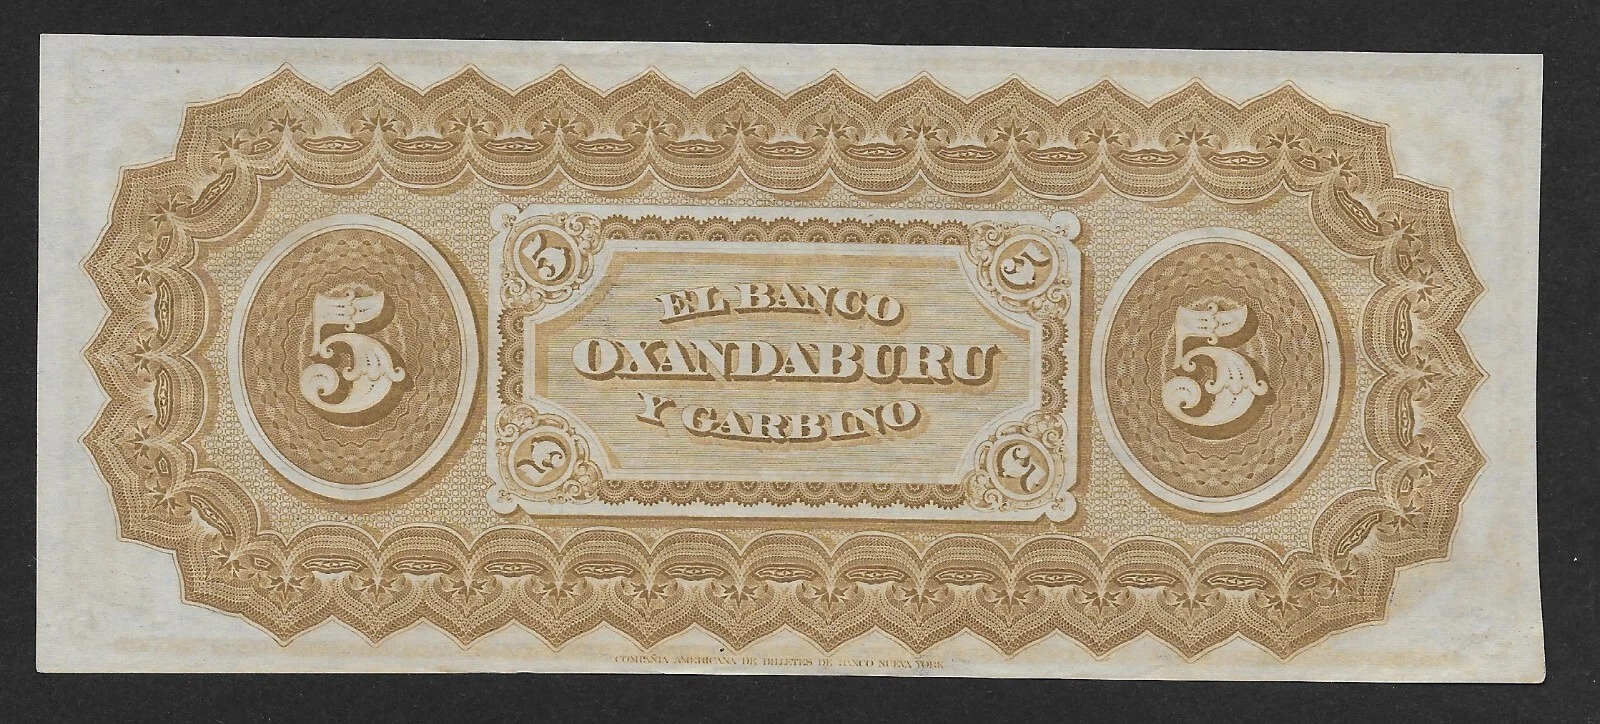 5 5
EL BANCO
5 OXANDABURU 5
Y GARBINO
5 5
COMPAÑIA AMERICANA DE BILLETES DE BANCO NUEVA YORK